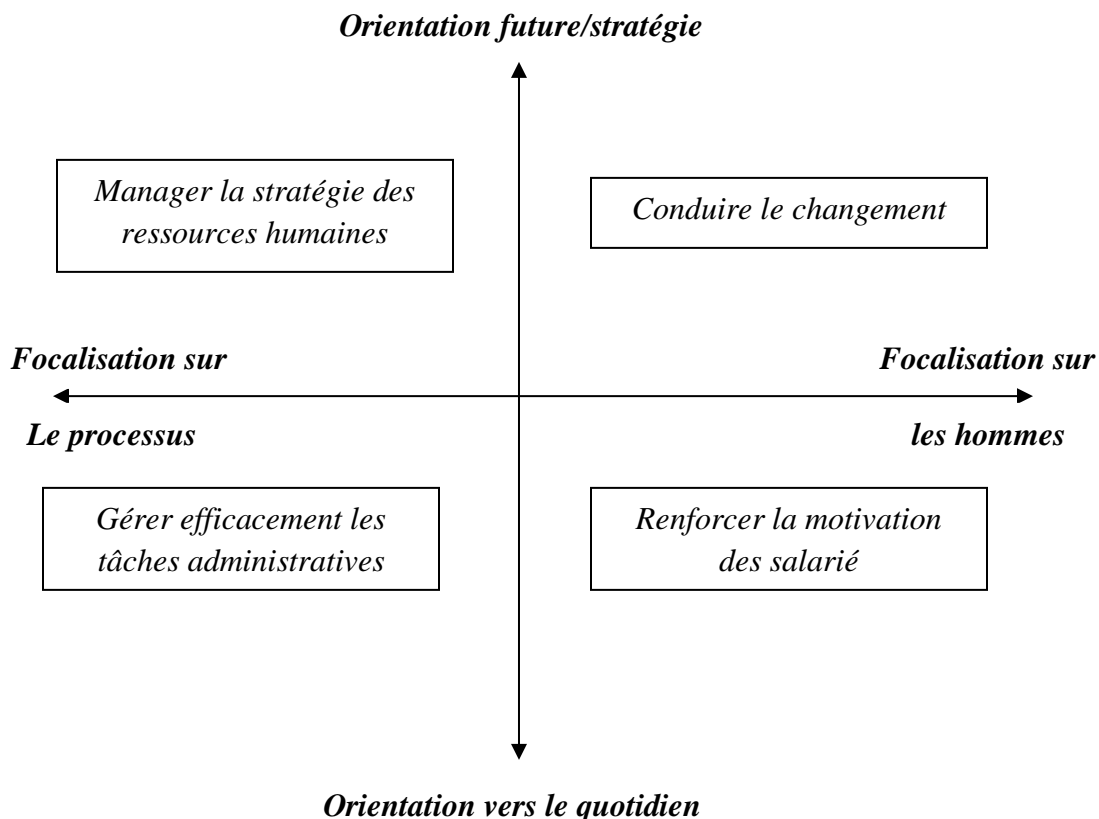 Orientation future/stratégie
Manager la stratégie des
ressources humaines
Conduire le changement
Focalisation sur
Le processus
Focalisation sur
les hommes
Gérer efficacement les
tâches administratives
Renforcer la motivation
des salarié
Orientation vers le quotidien